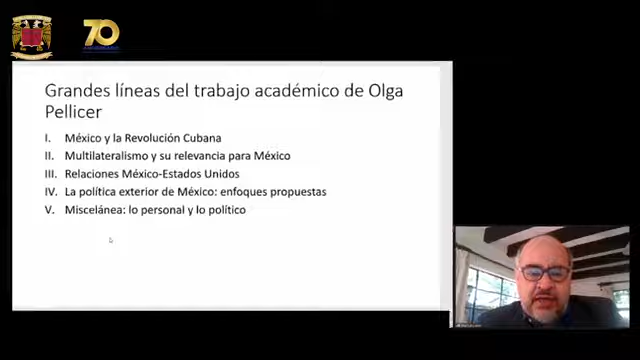 70
Grandes líneas del trabajo académico de Olga
Pellicer
I. México y la Revolución Cubana
II. Multilateralismo y su relevancia para México
III. Relaciones México-Estados Unidos
IV. La política exterior de México: enfoques propuestas
V. Miscelánea: lo personal y lo político